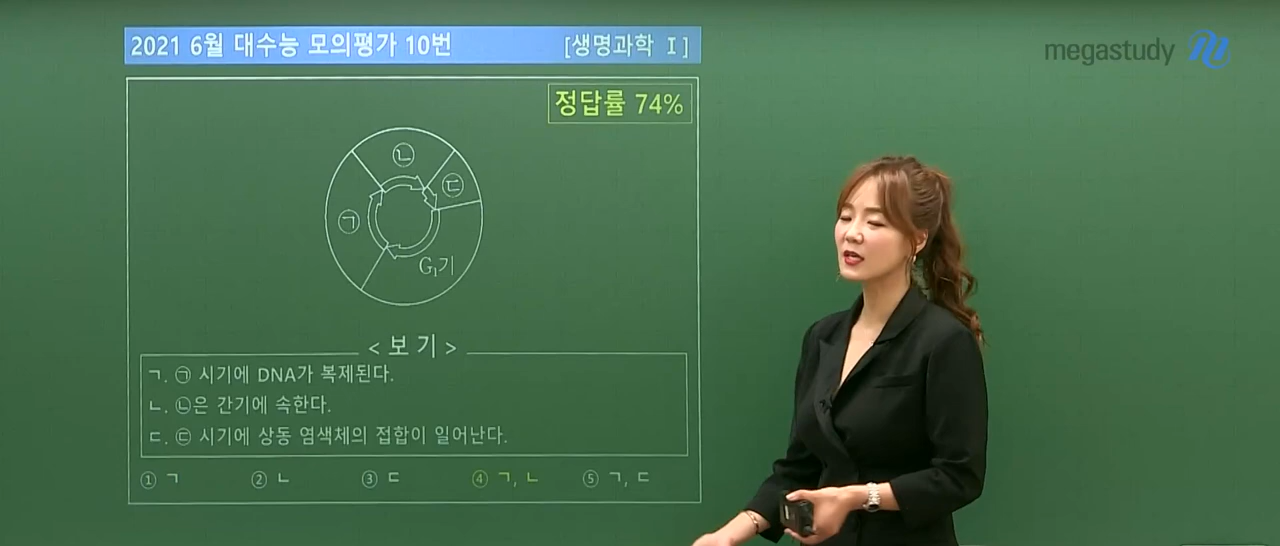 2021 6월 대수능 모의평가 10번 [생명과학 Ⅰ]
megastudy
정답률 74%
㉡
㉢
㉠
G₁기
< 보 기 >
ㄱ. ㉠ 시기에 DNA가 복제된다.
ㄴ. ㉡은 간기에 속한다.
ㄷ. ㉢ 시기에 상동 염색체의 접합이 일어난다.
① ㄱ ② ㄴ ③ ㄷ ④ ㄱ, ㄴ ⑤ ㄱ, ㄷ